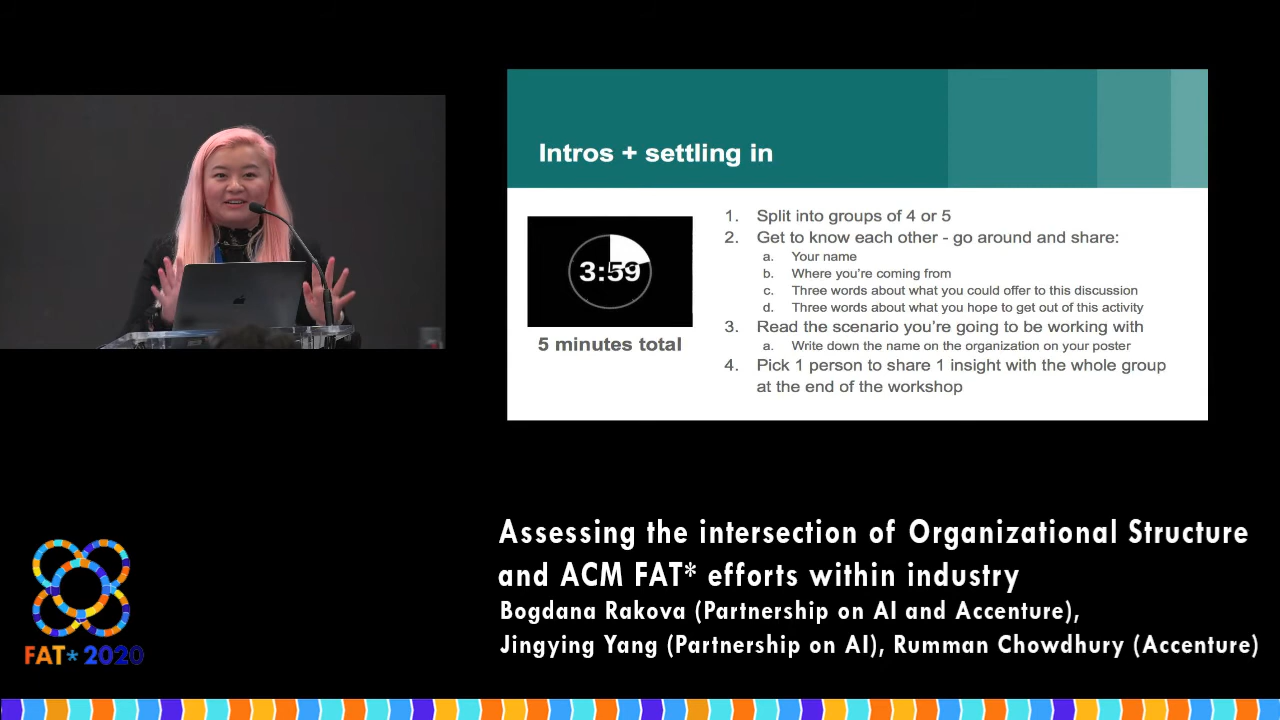 Intros + settling in
3:59
5 minutes total
1. Split into groups of 4 or 5
2. Get to know each other - go around and share:
a. Your name
b. Where you're coming from
c. Three words about what you could offer to this discussion
d. Three words about what you hope to get out of this activity
3. Read the scenario you're going to be working with
a. Write down the name on the organization on your poster
4. Pick 1 person to share 1 insight with the whole group
at the end of the workshop
Assessing the intersection of Organizational Structure
and ACM FAT* efforts within industry
Bogdana Rakova (Partnership on AI and Accenture),
Jingying Yang (Partnership on AI), Rumman Chowdhury (Accenture)
FAT* 2020